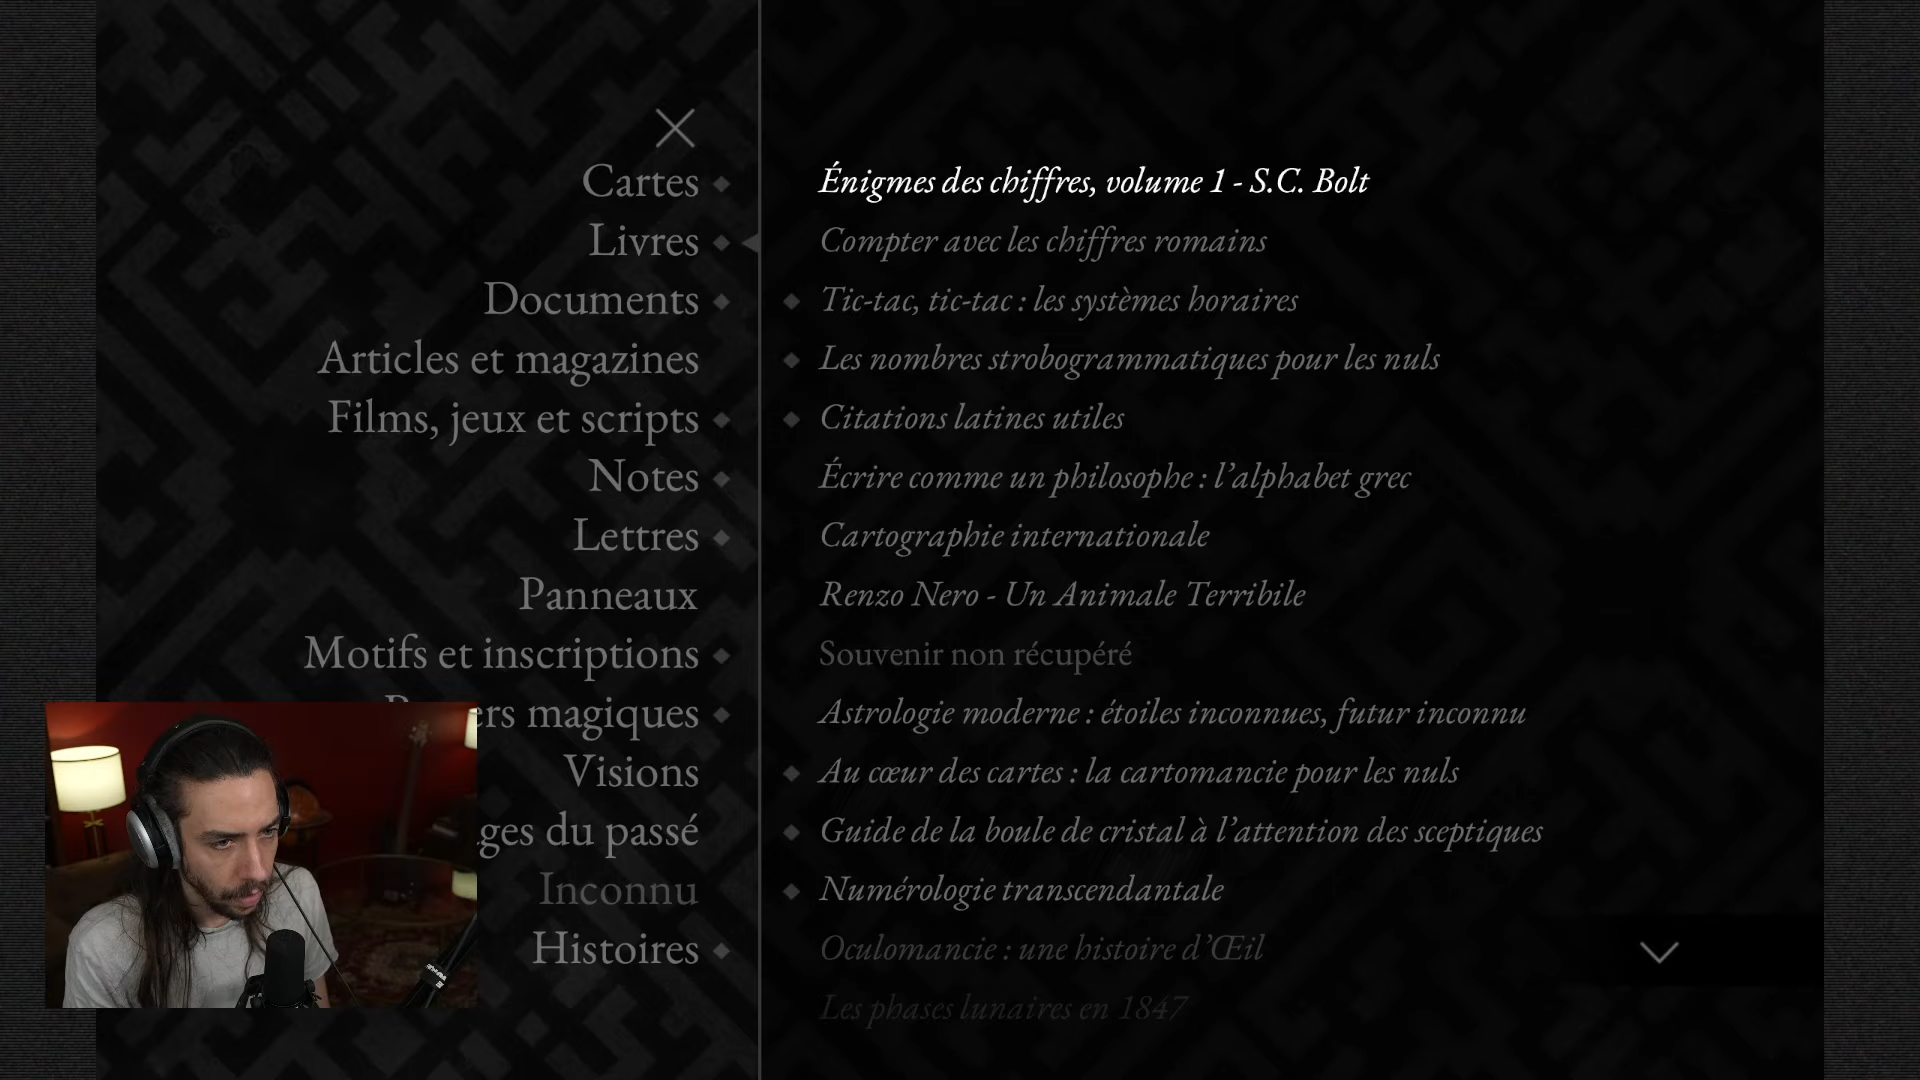 Cartes
Livres
Documents
Articles et magazines
Films, jeux et scripts
Notes
Lettres
Panneaux
Motifs et inscriptions
magiques
Visions
du passé
Inconnu
Histoires
Énigmes des chiffres, volume 1 - S.C. Bolt
Compter avec les chiffres romains
Tic-tac, tic-tac : les systèmes horaires
Les nombres strobogrammatiques pour les nuls
Citations latines utiles
Écrire comme un philosophe : l’alphabet grec
Cartographie internationale
Renzo Nero - Un Animale Terribile
Souvenir non récupéré
Astrologie moderne : étoiles inconnues, futur inconnu
Au cœur des cartes : la cartomancie pour les nuls
Guide de la boule de cristal à l’attention des sceptiques
Numérologie transcendantale
Oculomancie : une histoire d’Œil
Les phases lunaires en 1847